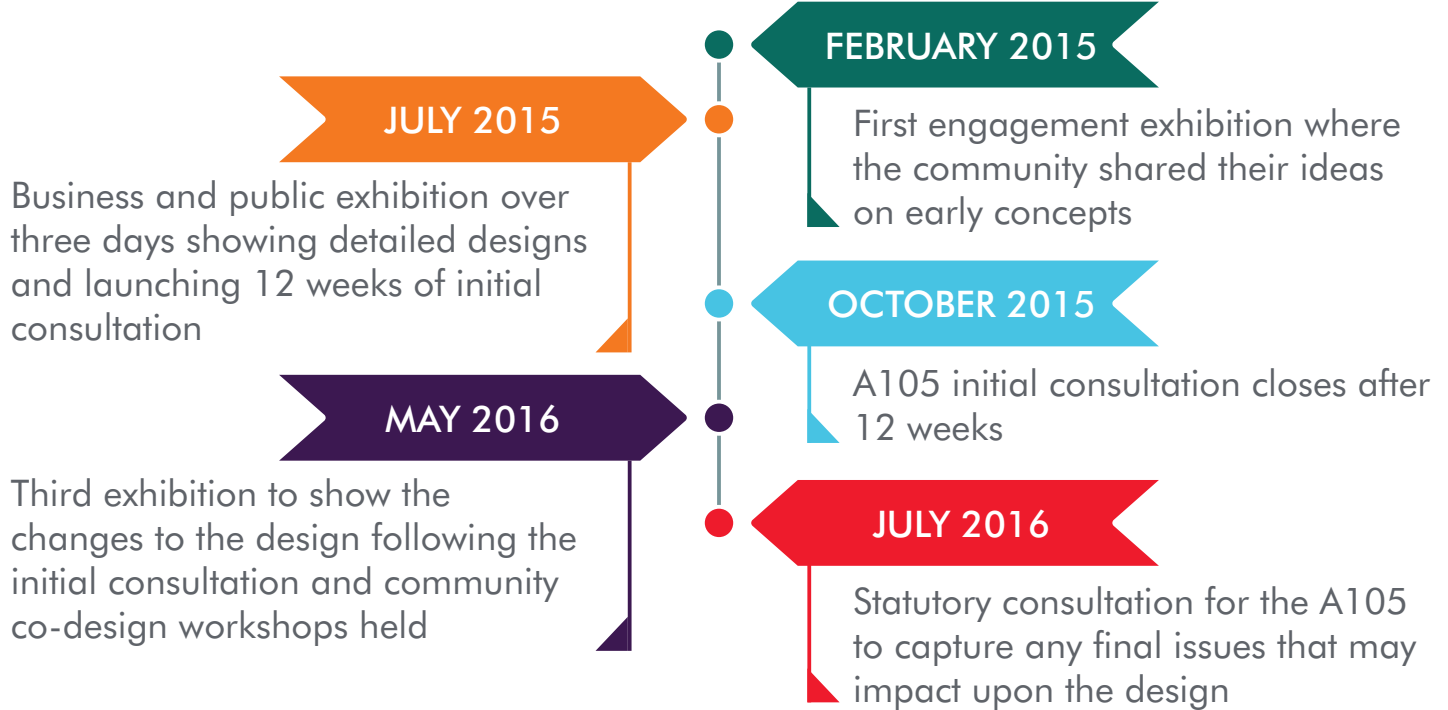 FEBRUARY 2015
First engagement exhibition where
the community shared their ideas
on early concepts
JULY 2015
Business and public exhibition over
three days showing detailed designs
and launching 12 weeks of initial
consultation
OCTOBER 2015
A105 initial consultation closes after
12 weeks
MAY 2016
Third exhibition to show the
changes to the design following the
initial consultation and community
co-design workshops held
JULY 2016
Statutory consultation for the A105
to capture any final issues that may
impact upon the design